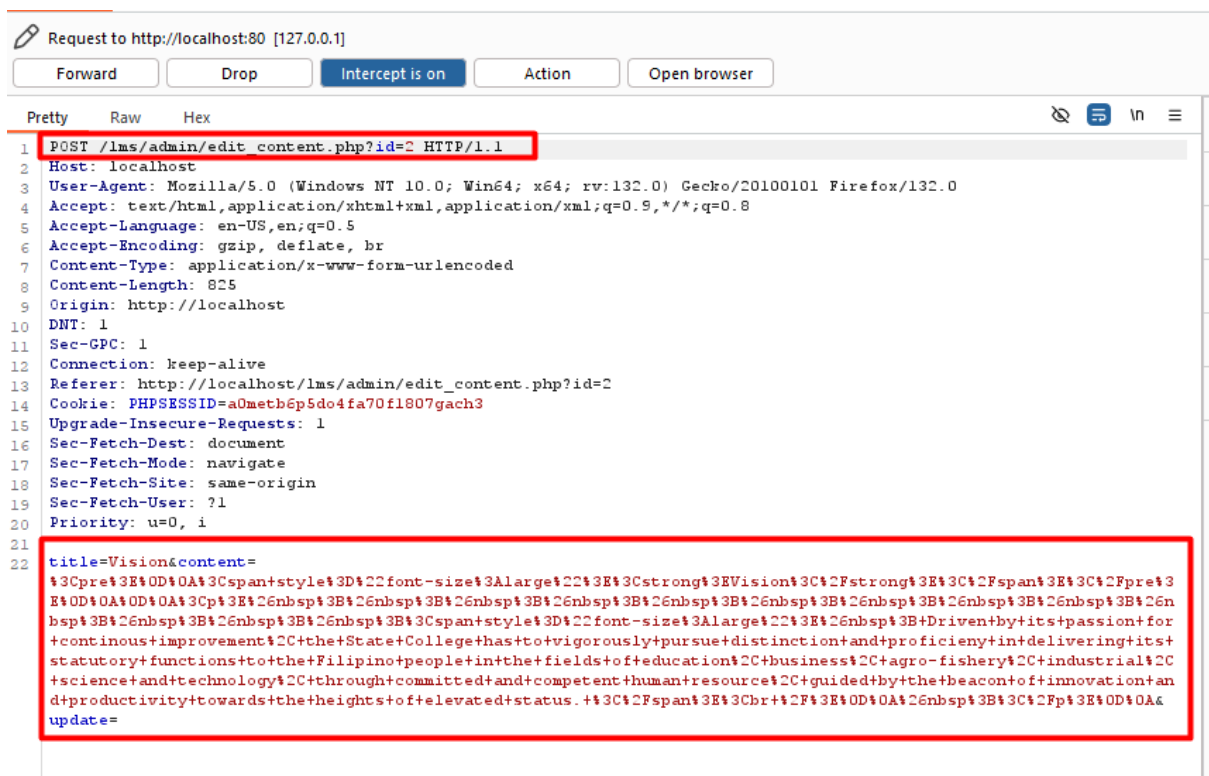 Request to http://localhost:80 [127.0.0.1]
Forward Drop Intercept is on Action Open browser
Pretty Raw Hex \n
1 POST /lms/admin/edit_content.php?id=2 HTTP/1.1
2 Host: localhost
3 User-Agent: Mozilla/5.0 (Windows NT 10.0; Win64; x64; rv:132.0) Gecko/20100101 Firefox/132.0
4 Accept: text/html,application/xhtml+xml,application/xml;q=0.9,*/*;q=0.8
5 Accept-Language: en-US,en;q=0.5
6 Accept-Encoding: gzip, deflate, br
7 Content-Type: application/x-www-form-urlencoded
8 Content-Length: 825
9 Origin: http://localhost
10 DNT: 1
11 Sec-GPC: 1
12 Connection: keep-alive
13 Referer: http://localhost/lms/admin/edit_content.php?id=2
14 Cookie: PHPSESSID=a0metb6p5do4fa70fl807gach3
15 Upgrade-Insecure-Requests: 1
16 Sec-Fetch-Dest: document
17 Sec-Fetch-Mode: navigate
18 Sec-Fetch-Site: same-origin
19 Sec-Fetch-User: ?1
20 Priority: u=0, i
21
22 title=Vision&content=
%3Cpre%3E%0D%0A%3Cspan+style%3D%22font-size%3Alarge%22%3E%3Cstrong%3EVision%3C%2Fstrong%3E%3C%2Fspan%3E%3C%2Fpre%3
E%0D%0A%0D%0A%3Cp%3E%26nbsp%3B%26nbsp%3B%26nbsp%3B%26nbsp%3B%26nbsp%3B%26nbsp%3B%26nbsp%3B%26nbsp%3B%26nbsp%3B%26n
bsp%3B%26nbsp%3B%26nbsp%3B%26nbsp%3B%3Cspan+style%3D%22font-size%3Alarge%22%3E%26nbsp%3B+Driven+by+its+passion+for
+continous+improvement%2C+the+State+College+has+to+vigorously+pursue+distinction+and+proficieny+in+delivering+its+
statutory+functions+to+the+Filipino+people+in+the+fields+of+education%2C+business%2C+agro-fishery%2C+industrial%2C
+science+and+technology%2C+through+committed+and+competent+human+resource%2C+guided+by+the+beacon+of+innovation+an
d+productivity+towards+the+heights+of+elevated+status.+%3C%2Fspan%3E%3Cbr+%2F%3E%0D%0A%26nbsp%3B%3C%2Fp%3E%0D%0A&
update=